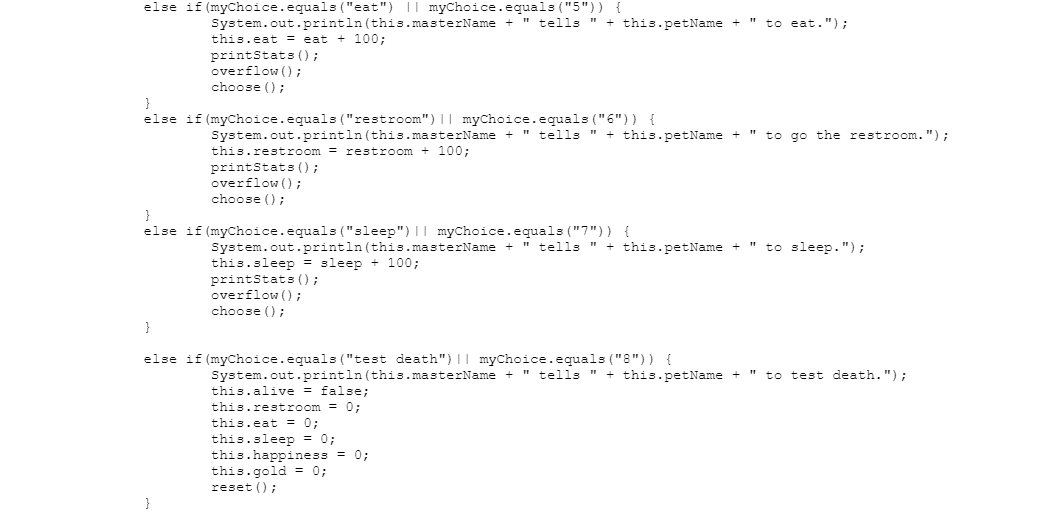 else if(myChoice.equals("eat") || myChoice.equals("5")) {
System.out.println(this.masterName + " tells " + this.petName + " to eat.");
this.eat = eat + 100;
printStats();
overflow();
choose();
}
else if(myChoice.equals("restroom")|| myChoice.equals("6")) {
System.out.println(this.masterName + " tells " + this.petName + " to go the restroom.");
this.restroom = restroom + 100;
printStats();
overflow();
choose();
}
else if(myChoice.equals("sleep")|| myChoice.equals("7")) {
System.out.println(this.masterName + " tells " + this.petName + " to sleep.");
this.sleep = sleep + 100;
printStats();
overflow();
choose();
}
else if(myChoice.equals("test death")|| myChoice.equals("8")) {
System.out.println(this.masterName + " tells " + this.petName + " to test death.");
this.alive = false;
this.restroom = 0;
this.eat = 0;
this.sleep = 0;
this.happiness = 0;
this.gold = 0;
reset();
}